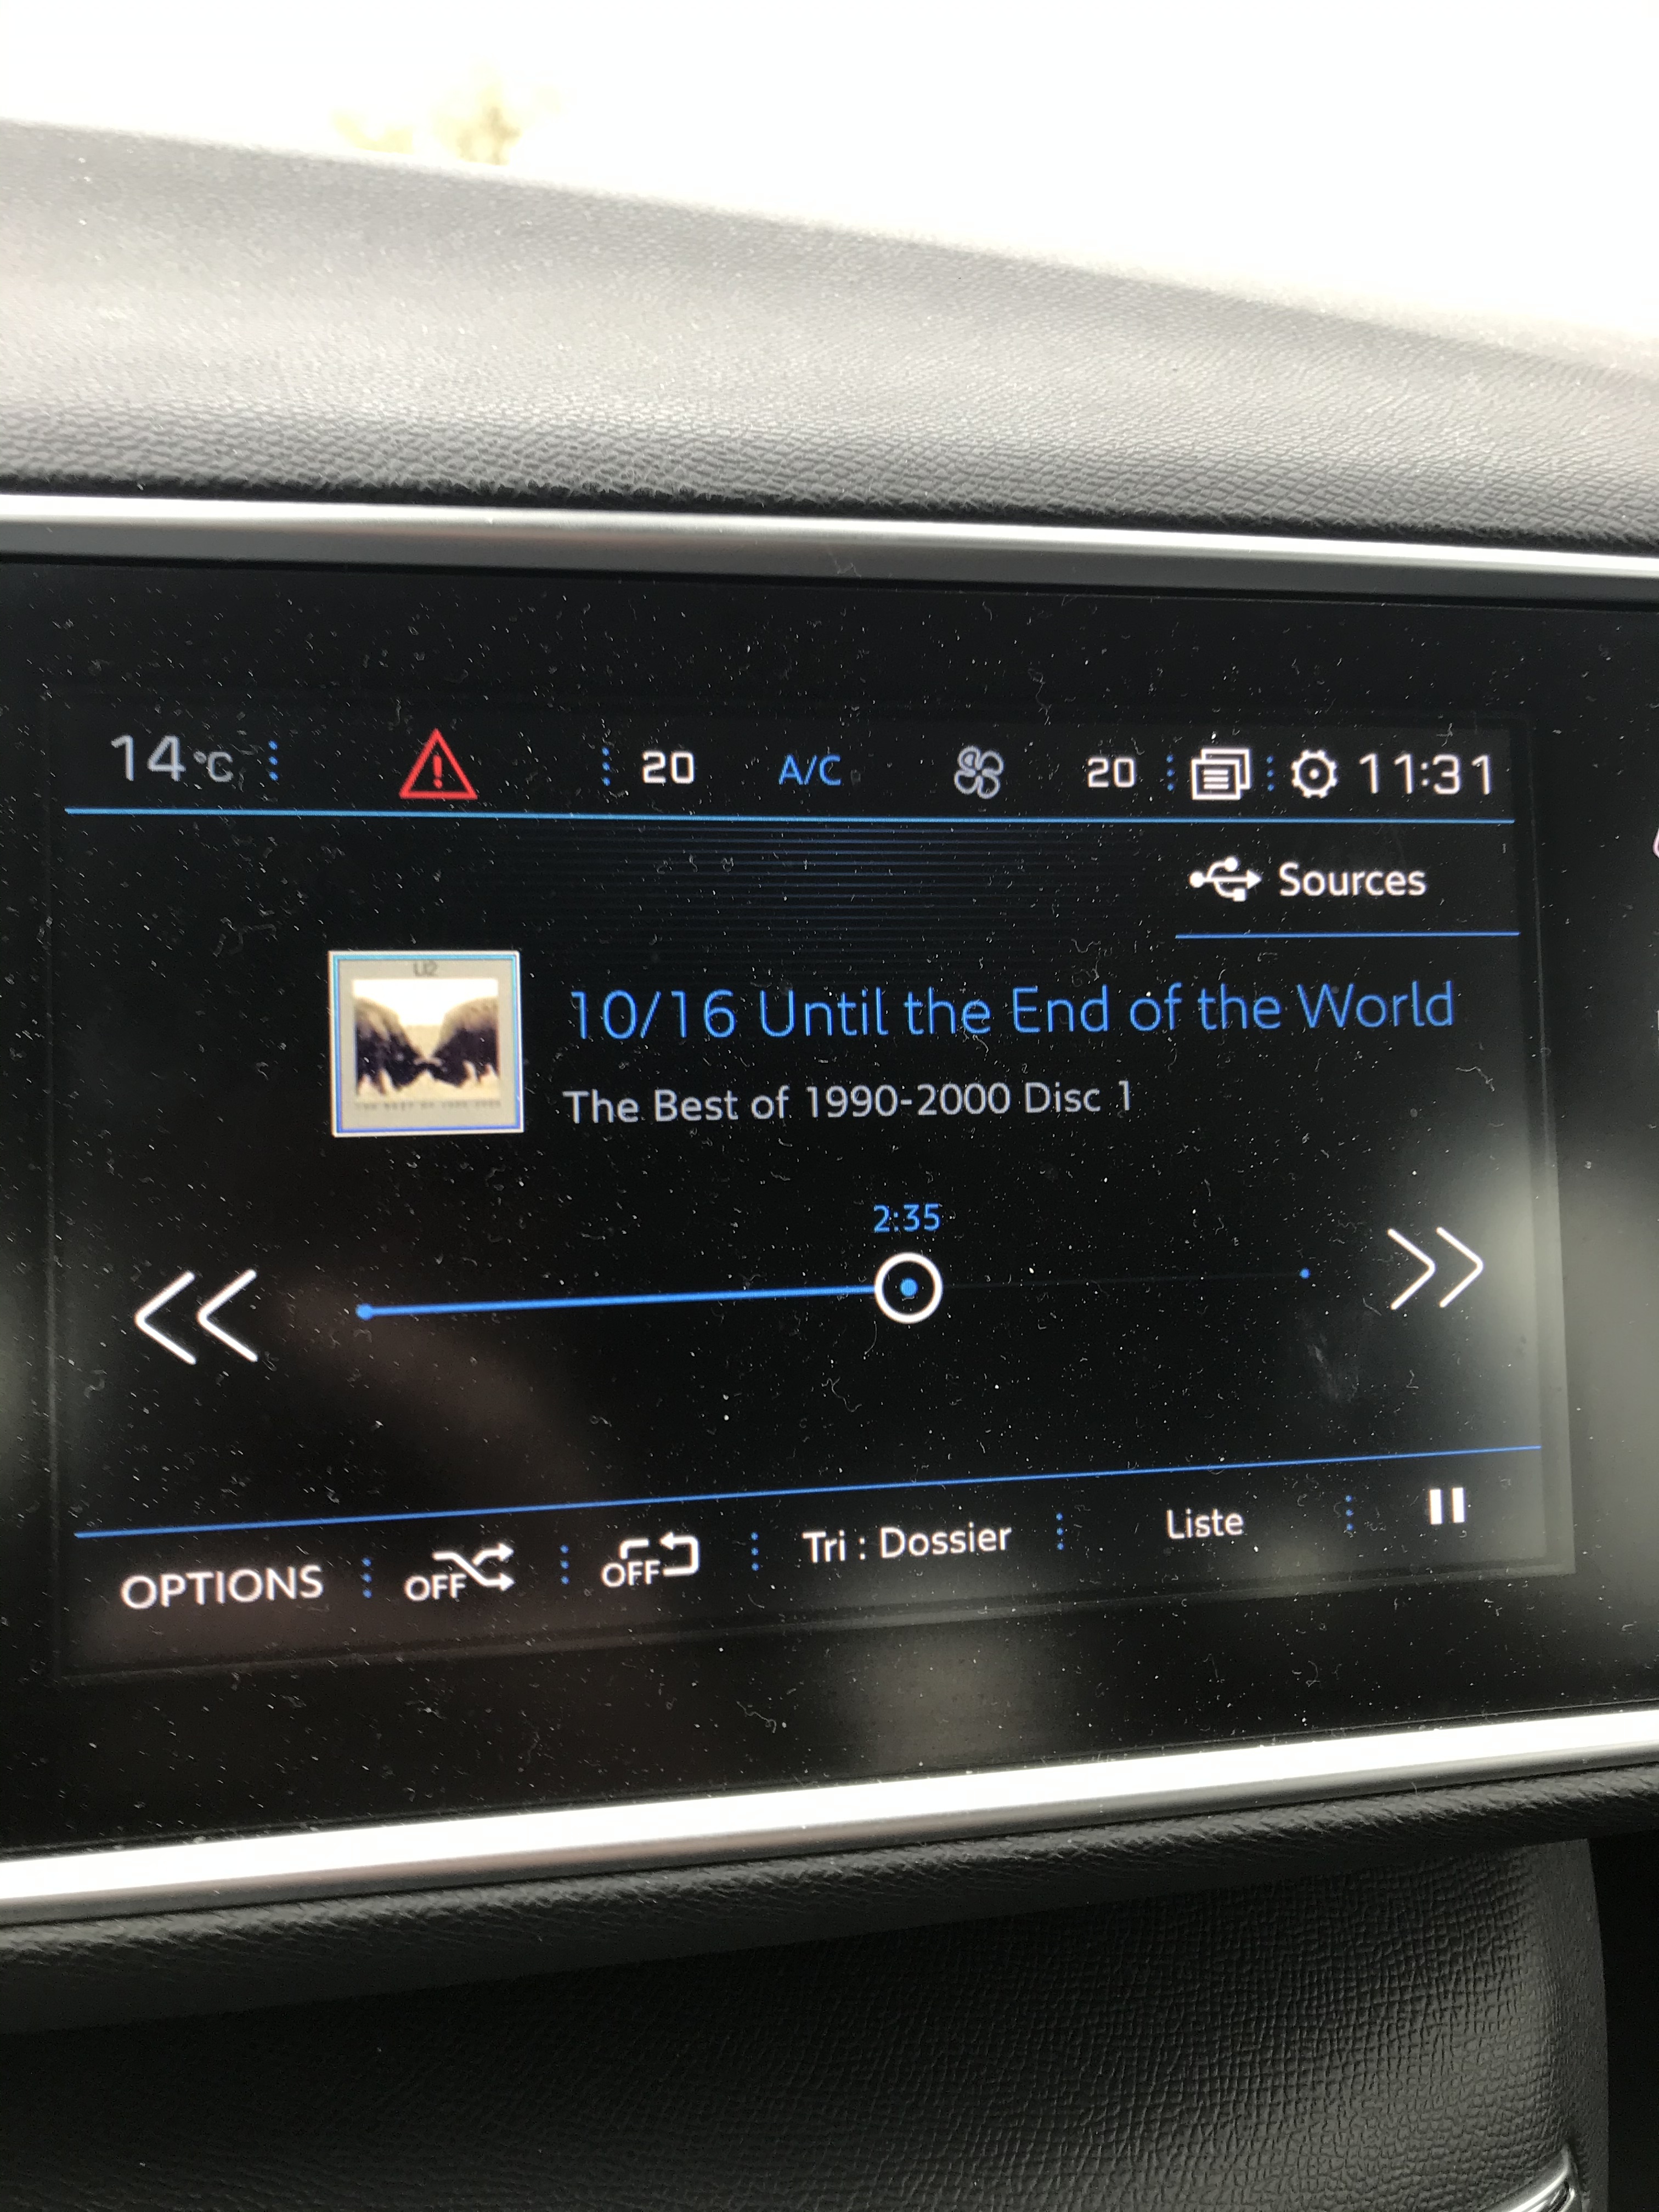 14°C 20 A/C 20 11:31
Sources
U2
10/16 Until the End of the World
The Best of 1990-2000 Disc 1
2:35
OPTIONS OFF OFF Tri : Dossier Liste